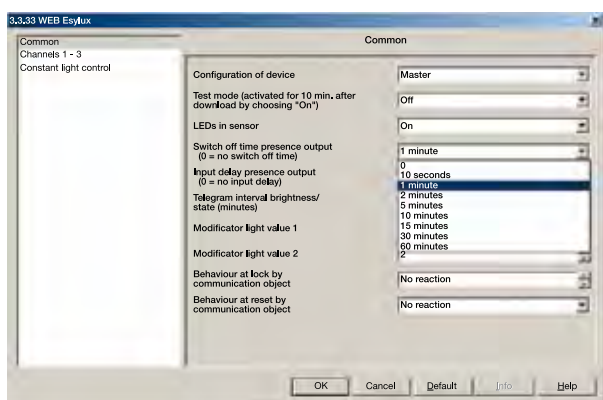 3.3.33 WEB Esylux
Common
Channels 1 - 3
Constant light control
Common
Configuration of device
Master
Test mode (activated for 10 min. after
download by choosing "On")
Off
LEDs in sensor
On
Switch off time presence output
(0 = no switch off time)
1 minute
0
10 seconds
1 minute
2 minutes
5 minutes
10 minutes
15 minutes
30 minutes
60 minutes
Input delay presence output
(0 = no input delay)
Telegram interval brightness/
state (minutes)
Modificator light value 1
Modificator light value 2
2
Behaviour at lock by
communication object
No reaction
Behaviour at reset by
communication object
No reaction
OK
Cancel
Default
Info
Help